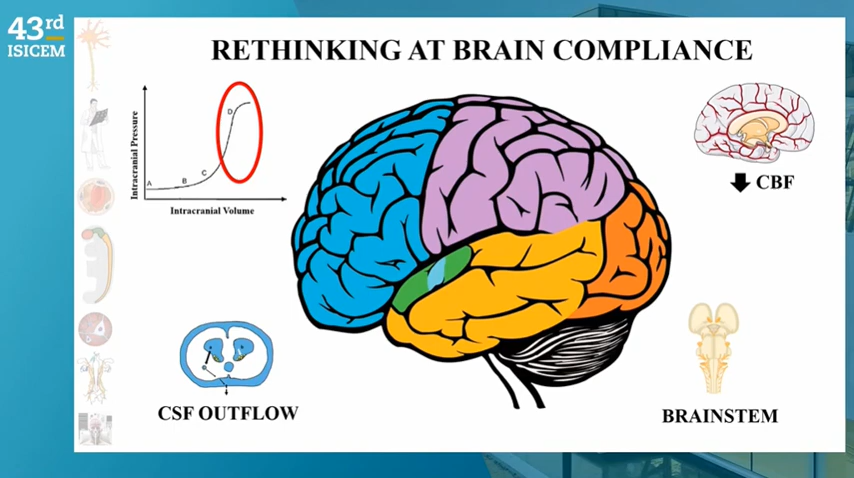 43rd
ISICEM
RETHINKING AT BRAIN COMPLIANCE
Intracranial Pressure
A
B
C
D
Intracranial Volume
CBF
CSF OUTFLOW
BRAINSTEM